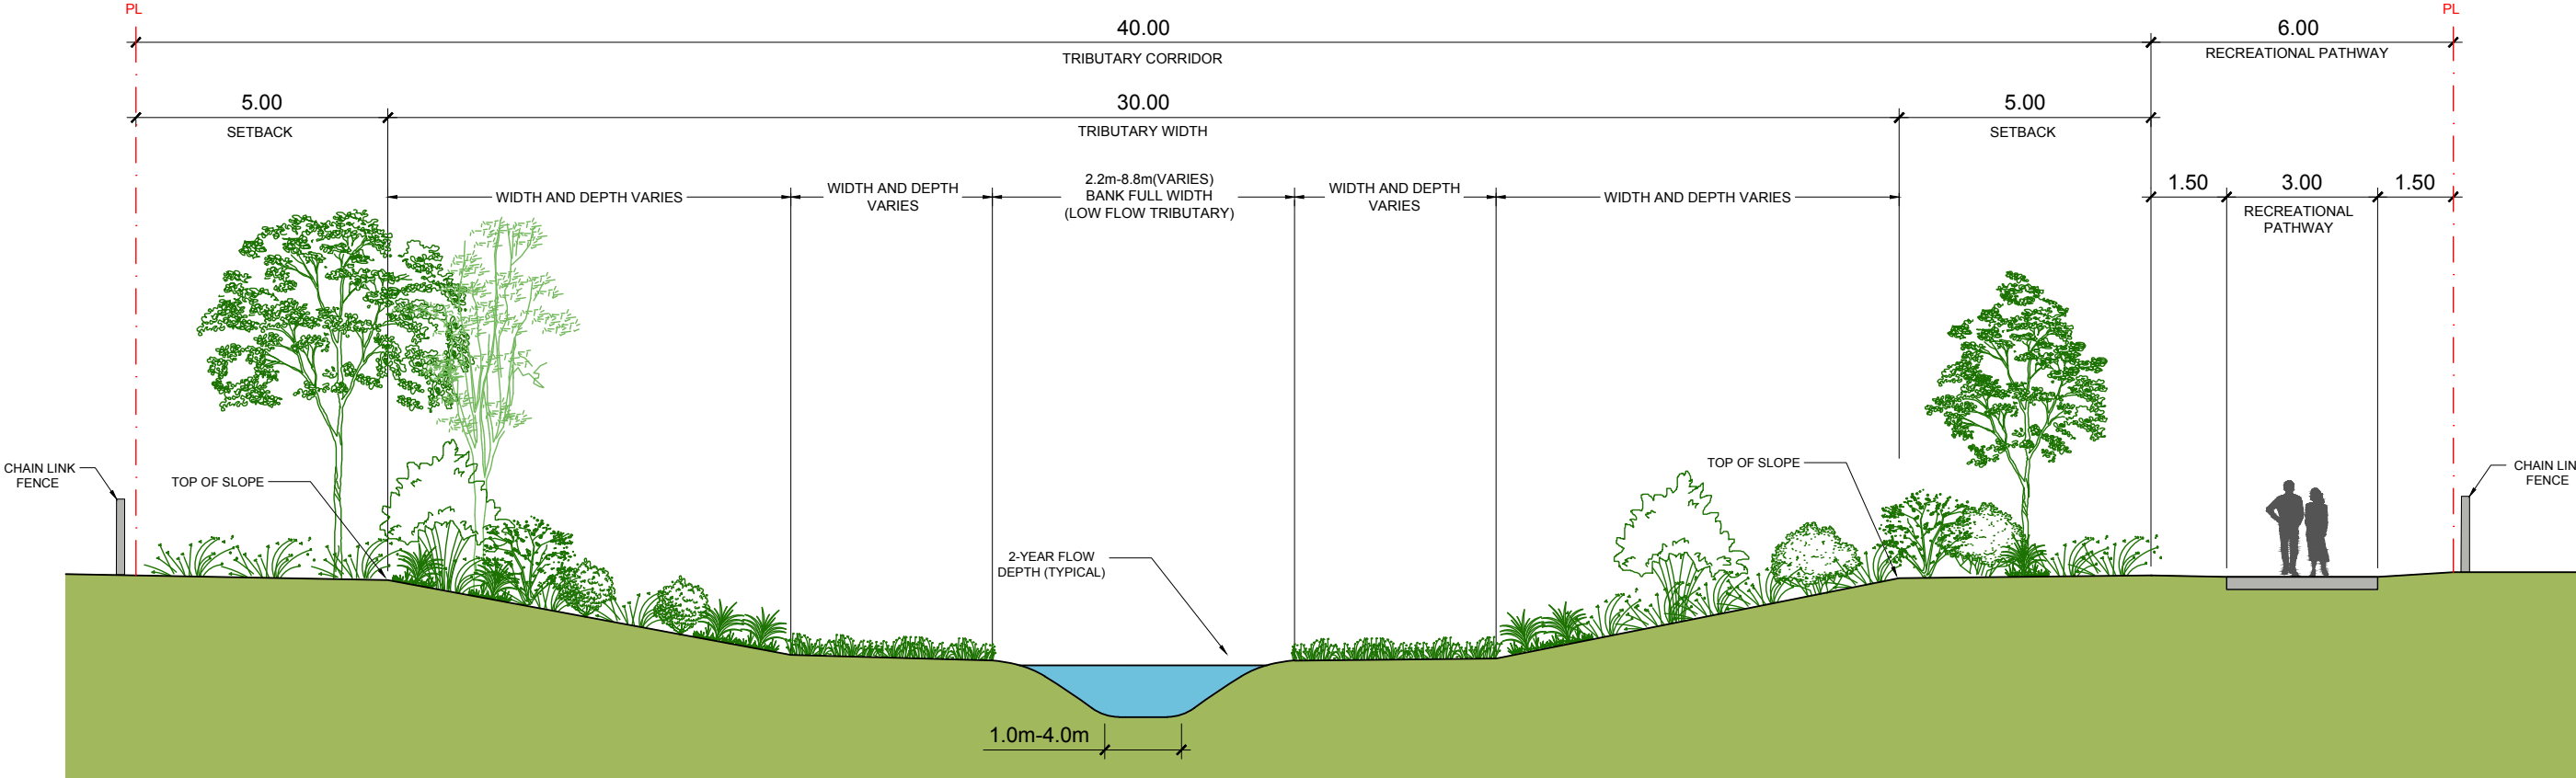 PL
PL
40.00
TRIBUTARY CORRIDOR
6.00
RECREATIONAL PATHWAY
5.00
SETBACK
30.00
TRIBUTARY WIDTH
5.00
SETBACK
WIDTH AND DEPTH VARIES
WIDTH AND DEPTH
VARIES
2.2m-8.8m(VARIES)
BANK FULL WIDTH
(LOW FLOW TRIBUTARY)
WIDTH AND DEPTH
VARIES
WIDTH AND DEPTH VARIES
1.50
3.00
1.50
RECREATIONAL
PATHWAY
CHAIN LINK
FENCE
TOP OF SLOPE
2-YEAR FLOW
DEPTH (TYPICAL)
TOP OF SLOPE
CHAIN LIN
FENCE
1.0m-4.0m